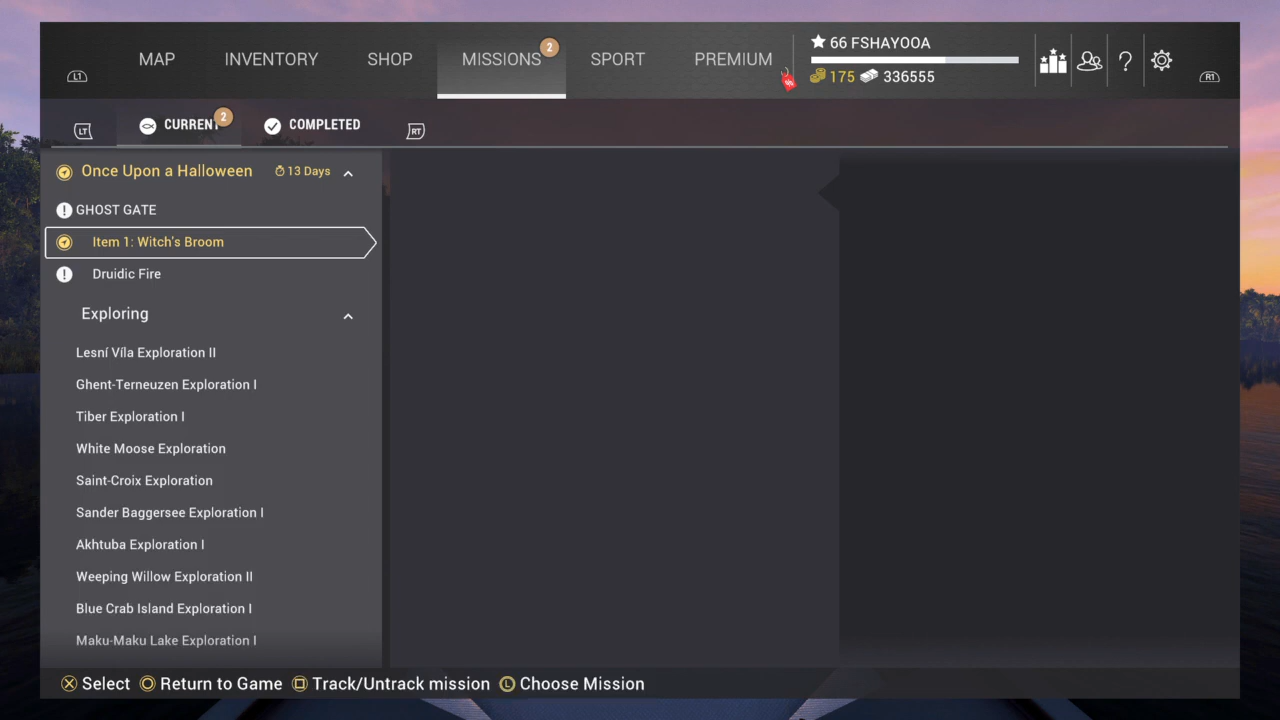 L1
MAP
INVENTORY
SHOP
MISSIONS
2
SPORT
PREMIUM
%
66 FSHAYOOA
175 336555
?
R1
LT
CURRENT
2
COMPLETED
RT
Once Upon a Halloween 13 Days
! GHOST GATE
Item 1: Witch's Broom
! Druidic Fire
Exploring
Lesní Víla Exploration II
Ghent-Terneuzen Exploration I
Tiber Exploration I
White Moose Exploration
Saint-Croix Exploration
Sander Baggersee Exploration I
Akhtuba Exploration I
Weeping Willow Exploration II
Blue Crab Island Exploration I
Maku-Maku Lake Exploration I
Select Return to Game Track/Untrack mission L Choose Mission